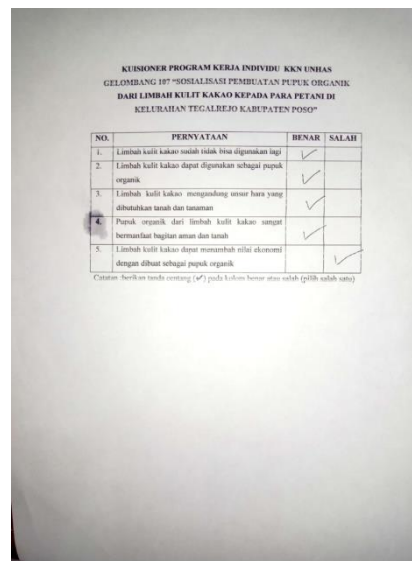 KUISIONER PROGRAM KERJA INDIVIDU KKN UNHAS
GELOMBANG 107 "SOSIALISASI PEMBUATAN PUPUK ORGANIK
DARI LIMBAH KULIT KAKAO KEPADA PARA PETANI DI
KELURAHAN TEGALREJO KABUPATEN POSO"
NO. PERNYATAAN BENAR SALAH
1. Limbah kulit kakao sudah tidak bisa digunakan lagi ✓
2. Limbah kulit kakao dapat digunakan sebagai pupuk
organik ✓
3. Limbah kulit kakao mengandung unsur hara yang
dibutuhkan tanah dan tanaman ✓
4. Pupuk organik dari limbah kulit kakao sangat
bermanfaat bagitan aman dan tanah ✓
5. Limbah kulit kakao dapat menambah nilai ekonomi
dengan dibuat sebagai pupuk organik ✓
Catatan :berikan tanda centang (✔) pada kolom benar atau salah (pilih salah satu)